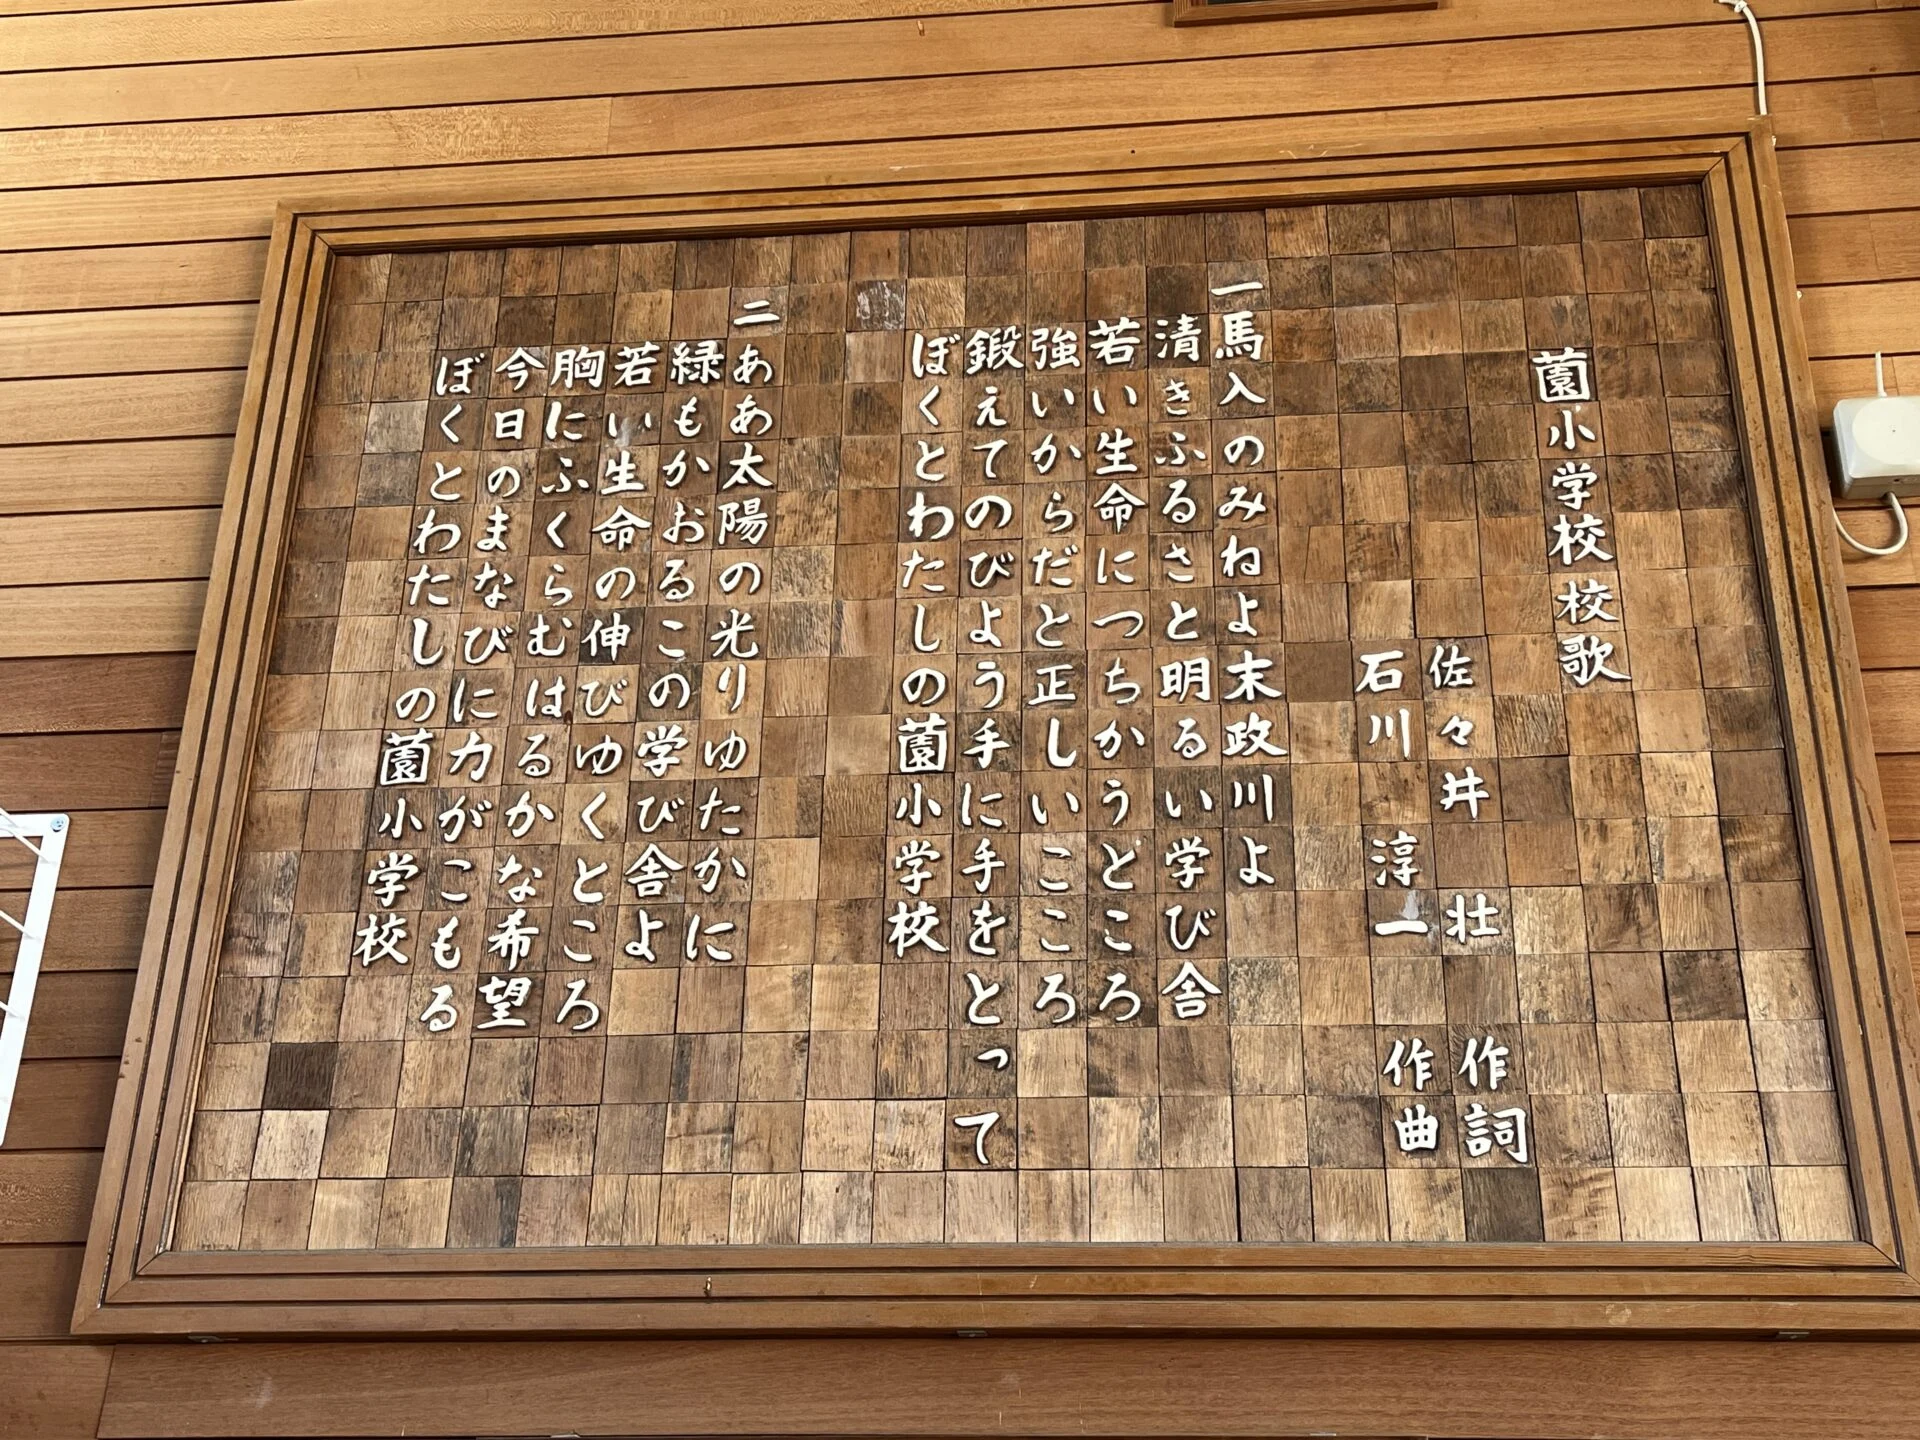 薗小学校校歌
佐々井 壮 作詞
石川 淳一 作曲
一 馬入のみねよ末政川よ
清きふるさと明るい学び舎
若い生命につちかうどころ
強いからだと正しいこころ
鍛えてのびよう手に手をとって
ぼくとわたしの薗小学校
二 ああ太陽の光りゆたかに
緑もかおるこの学び舎よ
若い生命の伸びゆくところ
胸にふくらむはるかな希望
今日のまなびに力がこもる
ぼくとわたしの薗小学校